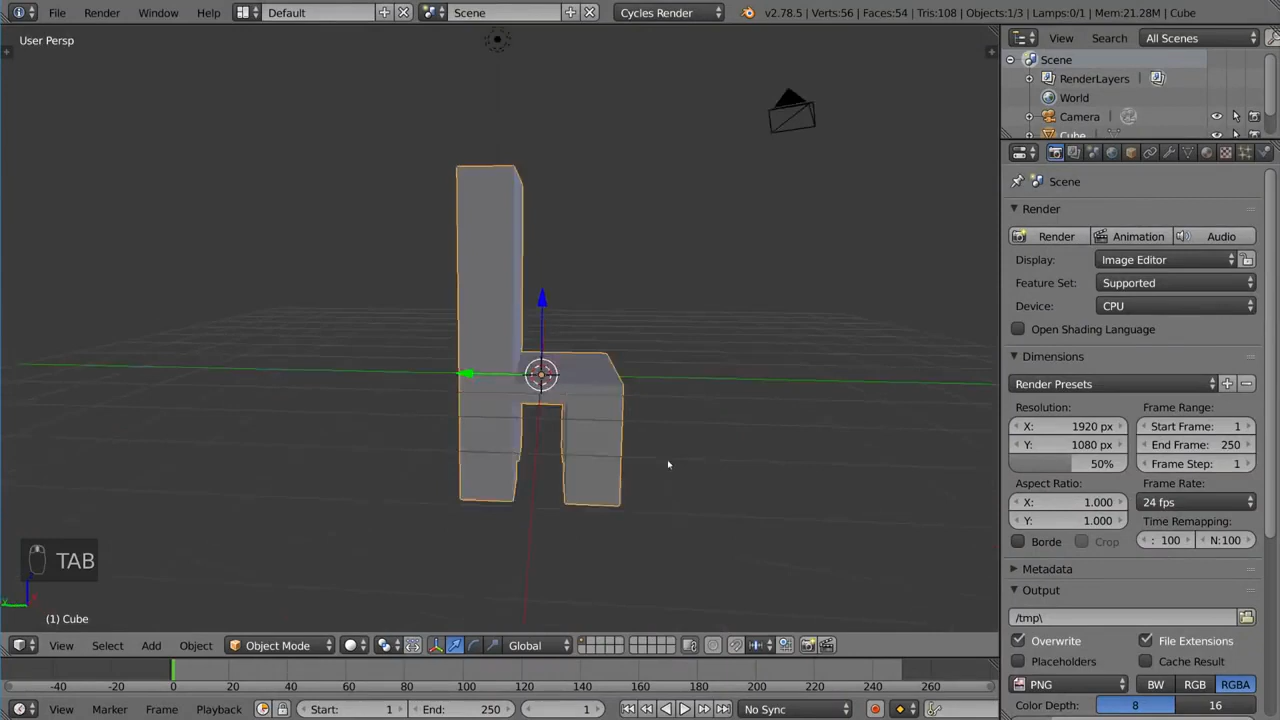 File Render Window Help Default Scene Cycles Render v2.78.5 | Verts:56 | Faces:54 | Tris:108 | Objects:1/3 | Lamps:0/1 | Mem:21.28M | Cube
User Persp
View Search All Scenes
Scene
RenderLayers
World
Camera
Cube
Scene
Render
Render Animation Audio
Display: Image Editor
Feature Set: Supported
Device: CPU
Open Shading Language
Dimensions
Render Presets
Resolution: Frame Range:
X: 1920 px Start Frame: 1
Y: 1080 px End Frame: 250
50% Frame Step: 1
Aspect Ratio: Frame Rate:
X: 1.000 24 fps
Y: 1.000 Time Remapping:
Borde Crop : 100 N:100
Metadata
Output
/tmp\
Overwrite File Extensions
Placeholders Cache Result
PNG BW RGB RGBA
Color Depth: 8 16
TAB
(1) Cube
View Select Add Object Object Mode Global
-40 -20 0 20 40 60 80 100 120 140 160 180 200 220 240 260
View Marker Frame Playback Start: 1 End: 250 1 No Sync